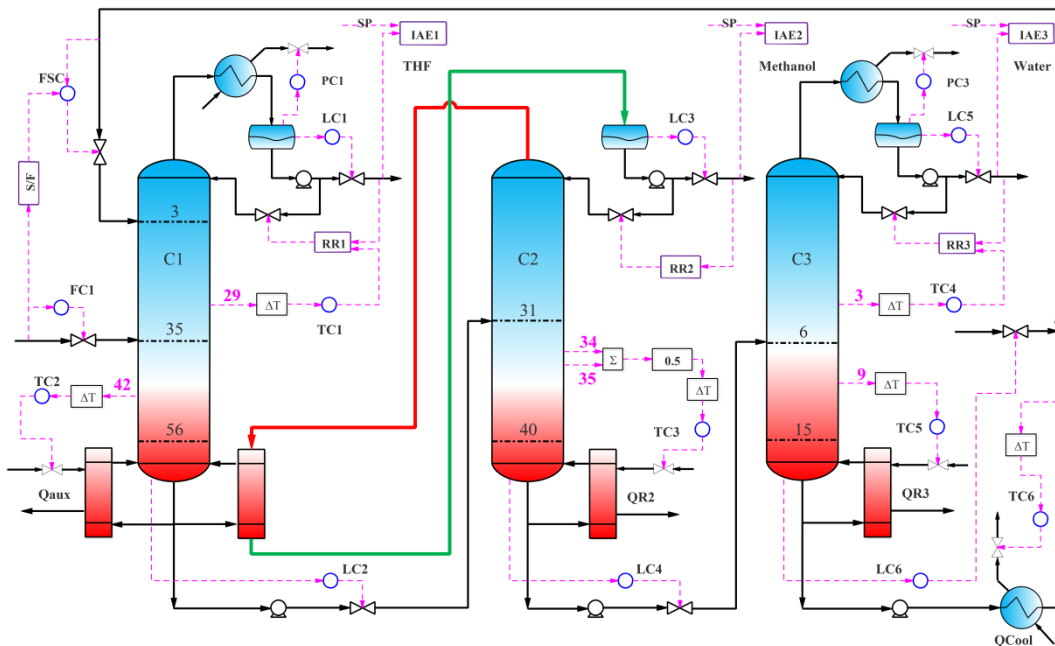 SP
IAE1
SP
IAE2
SP
IAE3
FSC
THF
Methanol
Water
PC1
PC3
LC1
LC3
LC5
S/F
3
RR1
RR2
RR3
C1
C2
C3
FC1
29
ΔT
TC1
31
3
ΔT
TC4
35
34
35
Σ
0.5
ΔT
6
TC2
ΔT
42
9
ΔT
56
40
TC3
15
TC5
ΔT
Qaux
QR2
QR3
TC6
LC2
LC4
LC6
QCool